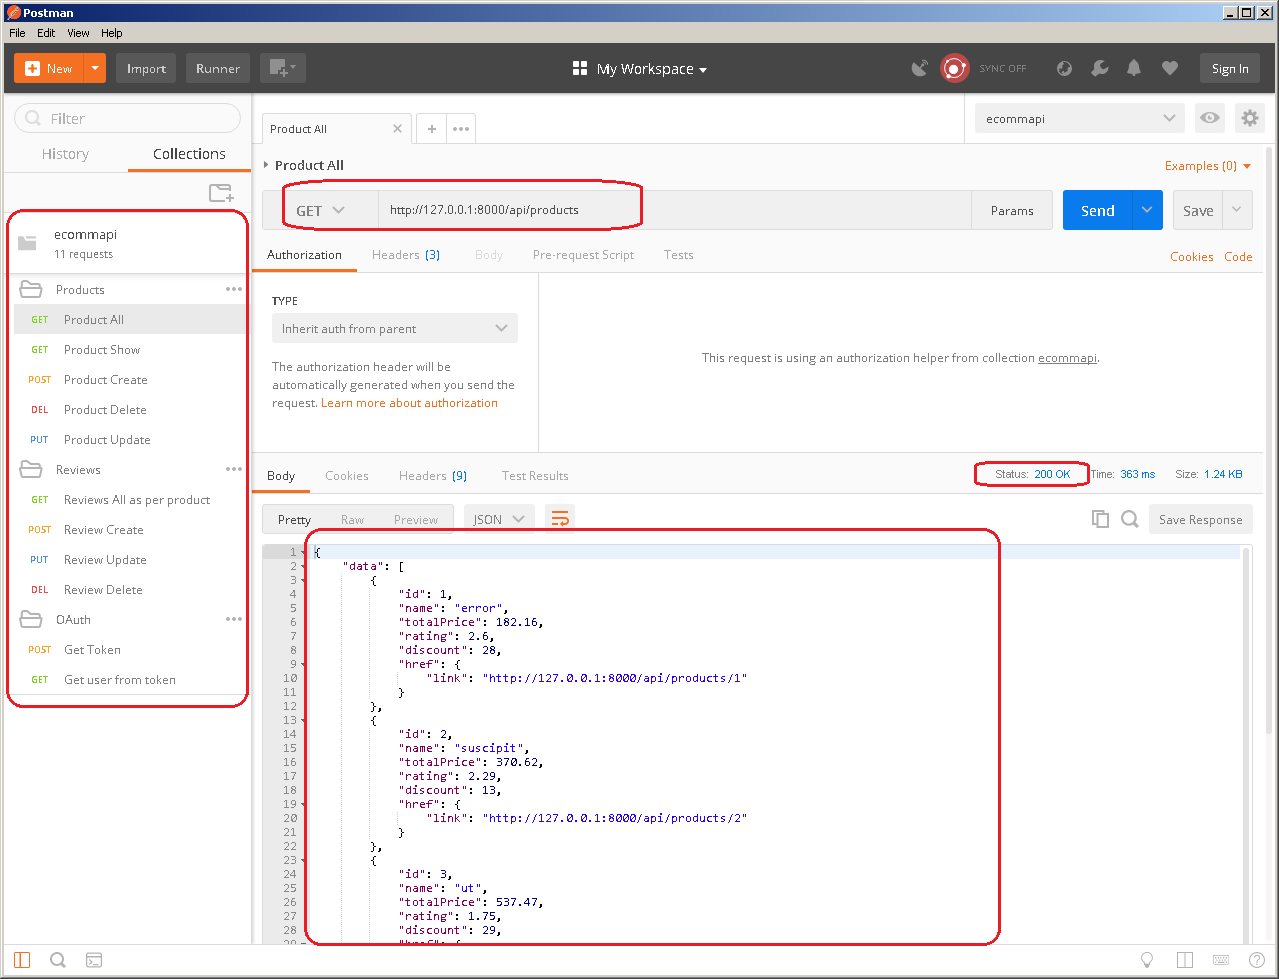 Postman
File Edit View Help
New Import Runner My Workspace SYNC OFF Sign In
Filter
History Collections
ecommapi
11 requests
Products
GET Product All
GET Product Show
POST Product Create
DEL Product Delete
PUT Product Update
Reviews
GET Reviews All as per product
POST Review Create
PUT Review Update
DEL Review Delete
OAuth
POST Get Token
GET Get user from token
Product All
ecommapi
Product All
Examples (0)
GET http://127.0.0.1:8000/api/products Params Send Save
Authorization Headers (3) Body Pre-request Script Tests Cookies Code
TYPE
Inherit auth from parent
The authorization header will be
automatically generated when you send the
request. Learn more about authorization
This request is using an authorization helper from collection ecommapi.
Body Cookies Headers (9) Test Results Status: 200 OK Time: 363 ms Size: 1.24 KB
Pretty Raw Preview JSON Save Response
1 {
2 "data": [
3 {
4 "id": 1,
5 "name": "error",
6 "totalPrice": 182.16,
7 "rating": 2.6,
8 "discount": 28,
9 "href": {
10 "link": "http://127.0.0.1:8000/api/products/1"
11 }
12 },
13 {
14 "id": 2,
15 "name": "suscipit",
16 "totalPrice": 370.62,
17 "rating": 2.29,
18 "discount": 13,
19 "href": {
20 "link": "http://127.0.0.1:8000/api/products/2"
21 }
22 },
23 {
24 "id": 3,
25 "name": "ut",
26 "totalPrice": 537.47,
27 "rating": 1.75,
28 "discount": 29,
29 "href": {